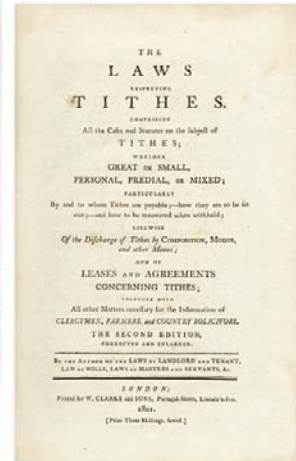 THE
LAWS
RESPECTING
TITHES.
COMPRISING
All the Cases and Statutes on the Subject of
TITHES;
WHETHER
GREAT OR SMALL,
PERSONAL, PREDIAL, OR MIXED;
PARTICULARLY
By and to whom Tithes are payable;—how they are to be set
out;—and how to be recovered when withheld;
LIKEWISE
Of the Discharge of Tithes by COMPOSITION, MODUS,
and other Means;
AND OF
LEASES AND AGREEMENTS
CONCERNING TITHES;
TOGETHER WITH
All other Matters necessary for the Information of
CLERGYMEN, FARMERS, and COUNTRY SOLICITORS.
THE SECOND EDITION,
CORRECTED AND ENLARGED.
BY THE AUTHOR OF THE LAWS OF LANDLORD AND TENANT,
LAW OF WILLS, LAWS OF MASTERS AND SERVANTS, &c.
LONDON:
Printed for W. CLARKE and SONS, Portugal-Street, Lincoln's-Inn.
1801.
[Price Three Shillings, sewed.]